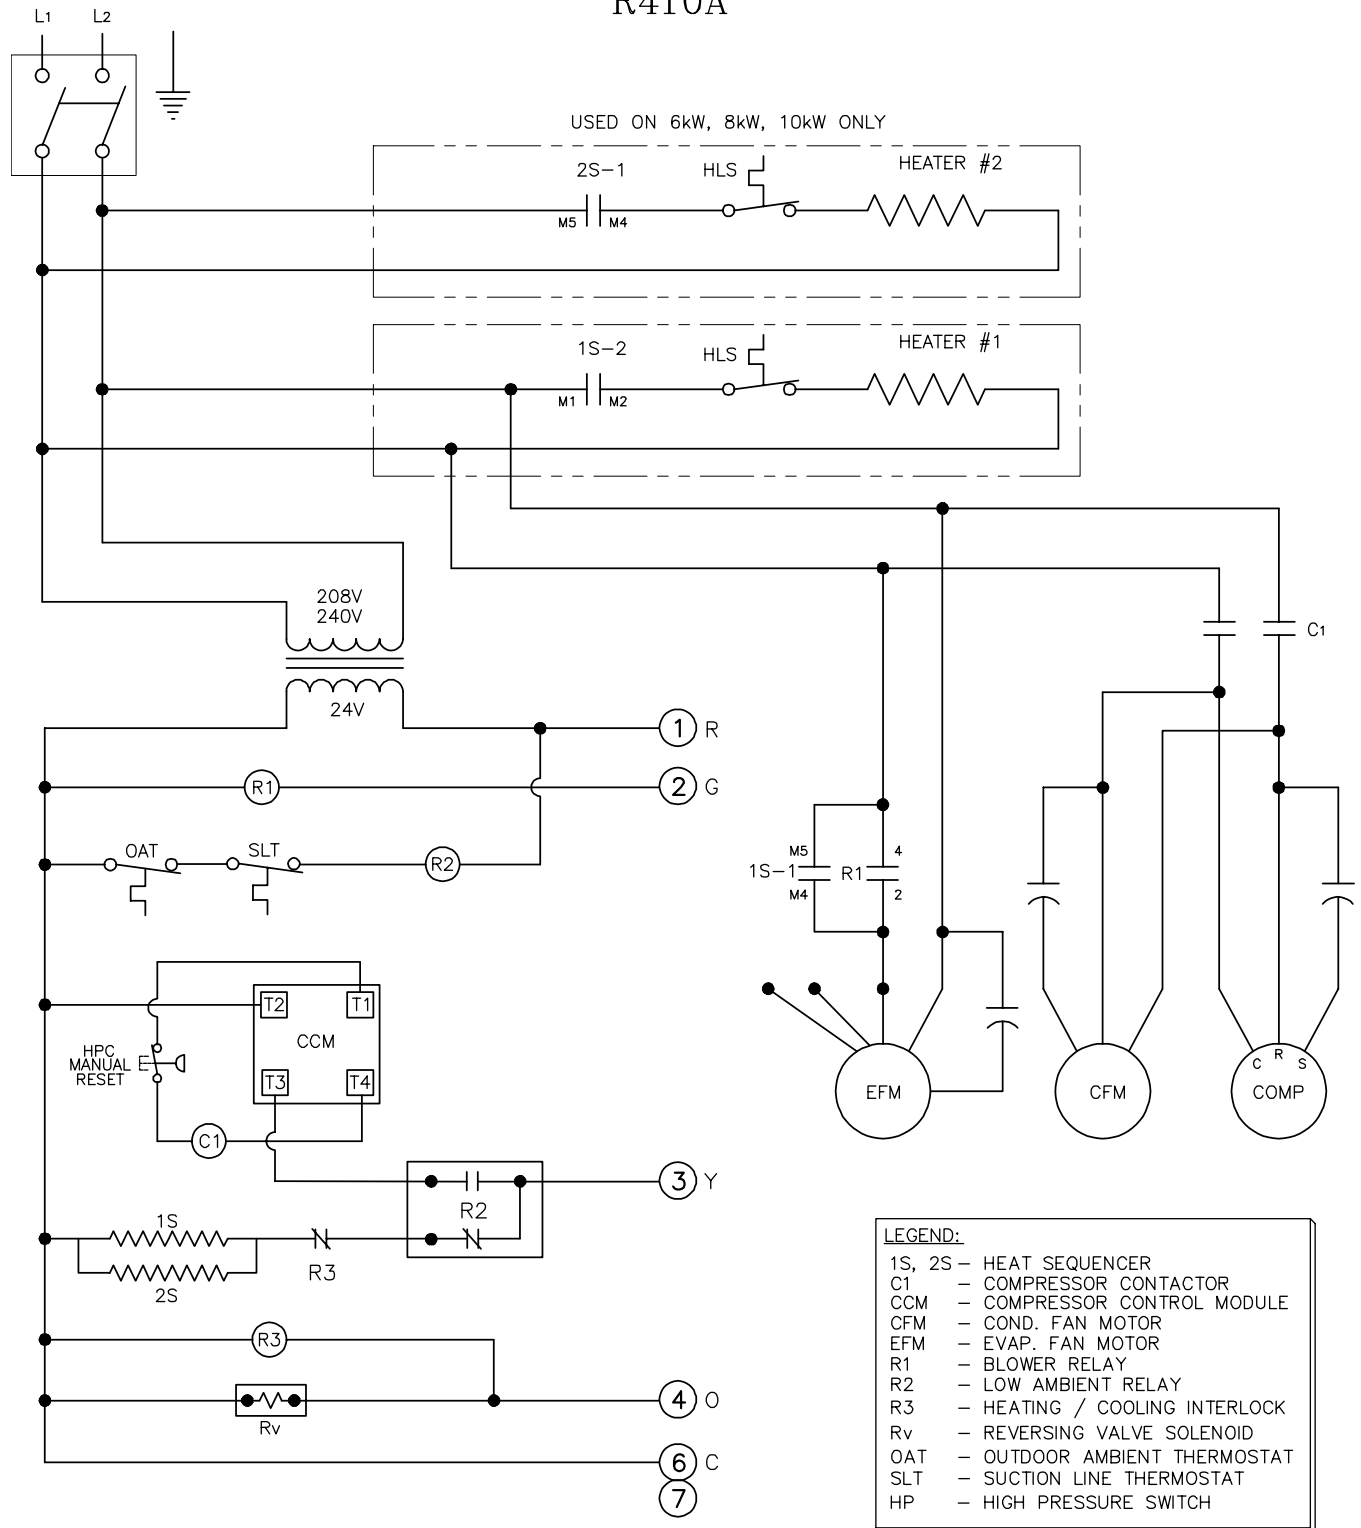 R410A
L1 L2
USED ON 6kW, 8kW, 10kW ONLY
2S-1 HLS HEATER #2
M5 M4
1S-2 HLS HEATER #1
M1 M2
208V
240V
C1
24V
1 R
R1 2 G
OAT SLT R2
M5 4
1S-1 R1
M4 2
T2 T1
CCM
HPC
MANUAL
RESET
T3 T4
C1
EFM CFM C R S
COMP
3 Y
R2
1S
R3
2S
R3
4 O
Rv
6 C
7
LEGEND:
1S, 2S – HEAT SEQUENCER
C1 – COMPRESSOR CONTACTOR
CCM – COMPRESSOR CONTROL MODULE
CFM – COND. FAN MOTOR
EFM – EVAP. FAN MOTOR
R1 – BLOWER RELAY
R2 – LOW AMBIENT RELAY
R3 – HEATING / COOLING INTERLOCK
Rv – REVERSING VALVE SOLENOID
OAT – OUTDOOR AMBIENT THERMOSTAT
SLT – SUCTION LINE THERMOSTAT
HP – HIGH PRESSURE SWITCH